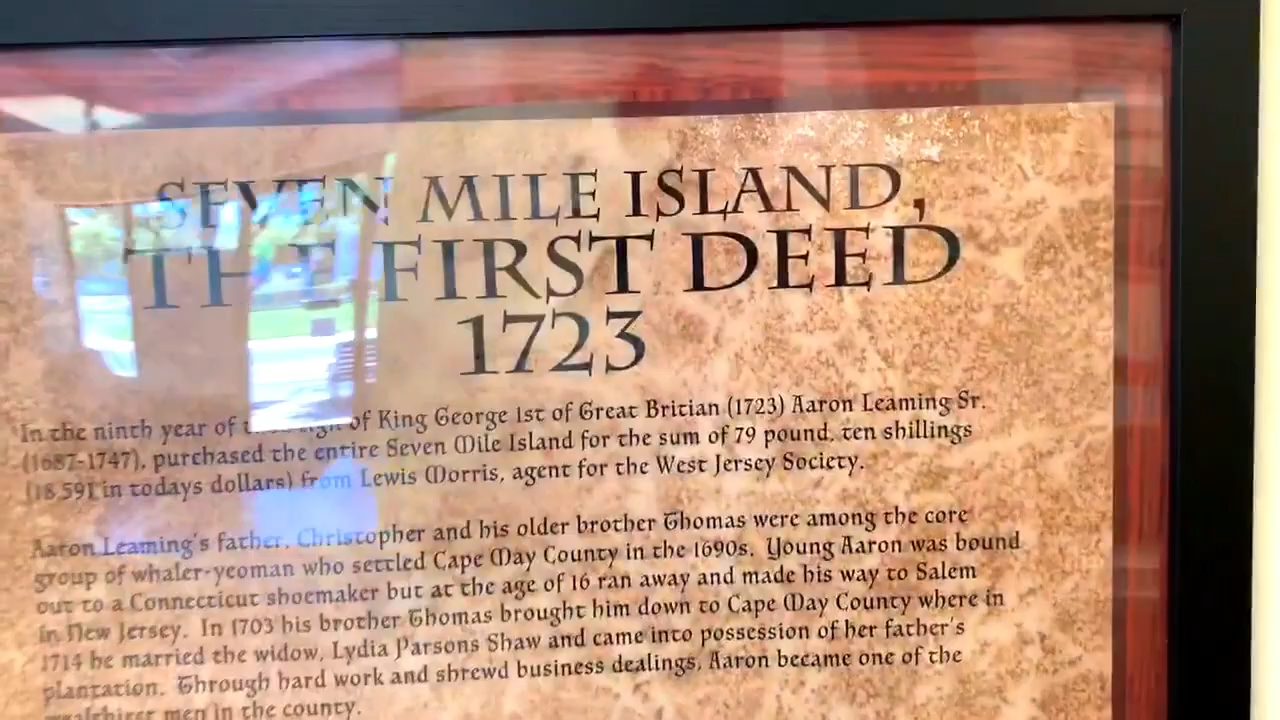 SEVEN MILE ISLAND,
THE FIRST DEED
1723
In the ninth year of of King George 1st of Great Britian (1723) Aaron Leaming Sr.
(1687-1747), purchased the entire Seven Mile Island for the sum of 79 pound, ten shillings
(18,591 in todays dollars) from Lewis Morris, agent for the West Jersey Society.
Aaron Leaming's father, Christopher and his older brother Thomas were among the core
group of whaler-yeoman who settled Cape May County in the 1690s. Young Aaron was bound
out to a Connecticut shoemaker but at the age of 16 ran away and made his way to Salem
in New Jersey. In 1703 his brother Thomas brought him down to Cape May County where in
1714 he married the widow, Lydia Parsons Shaw and came into possession of her father's
plantation. Through hard work and shrewd business dealings, Aaron became one of the
men in the county.